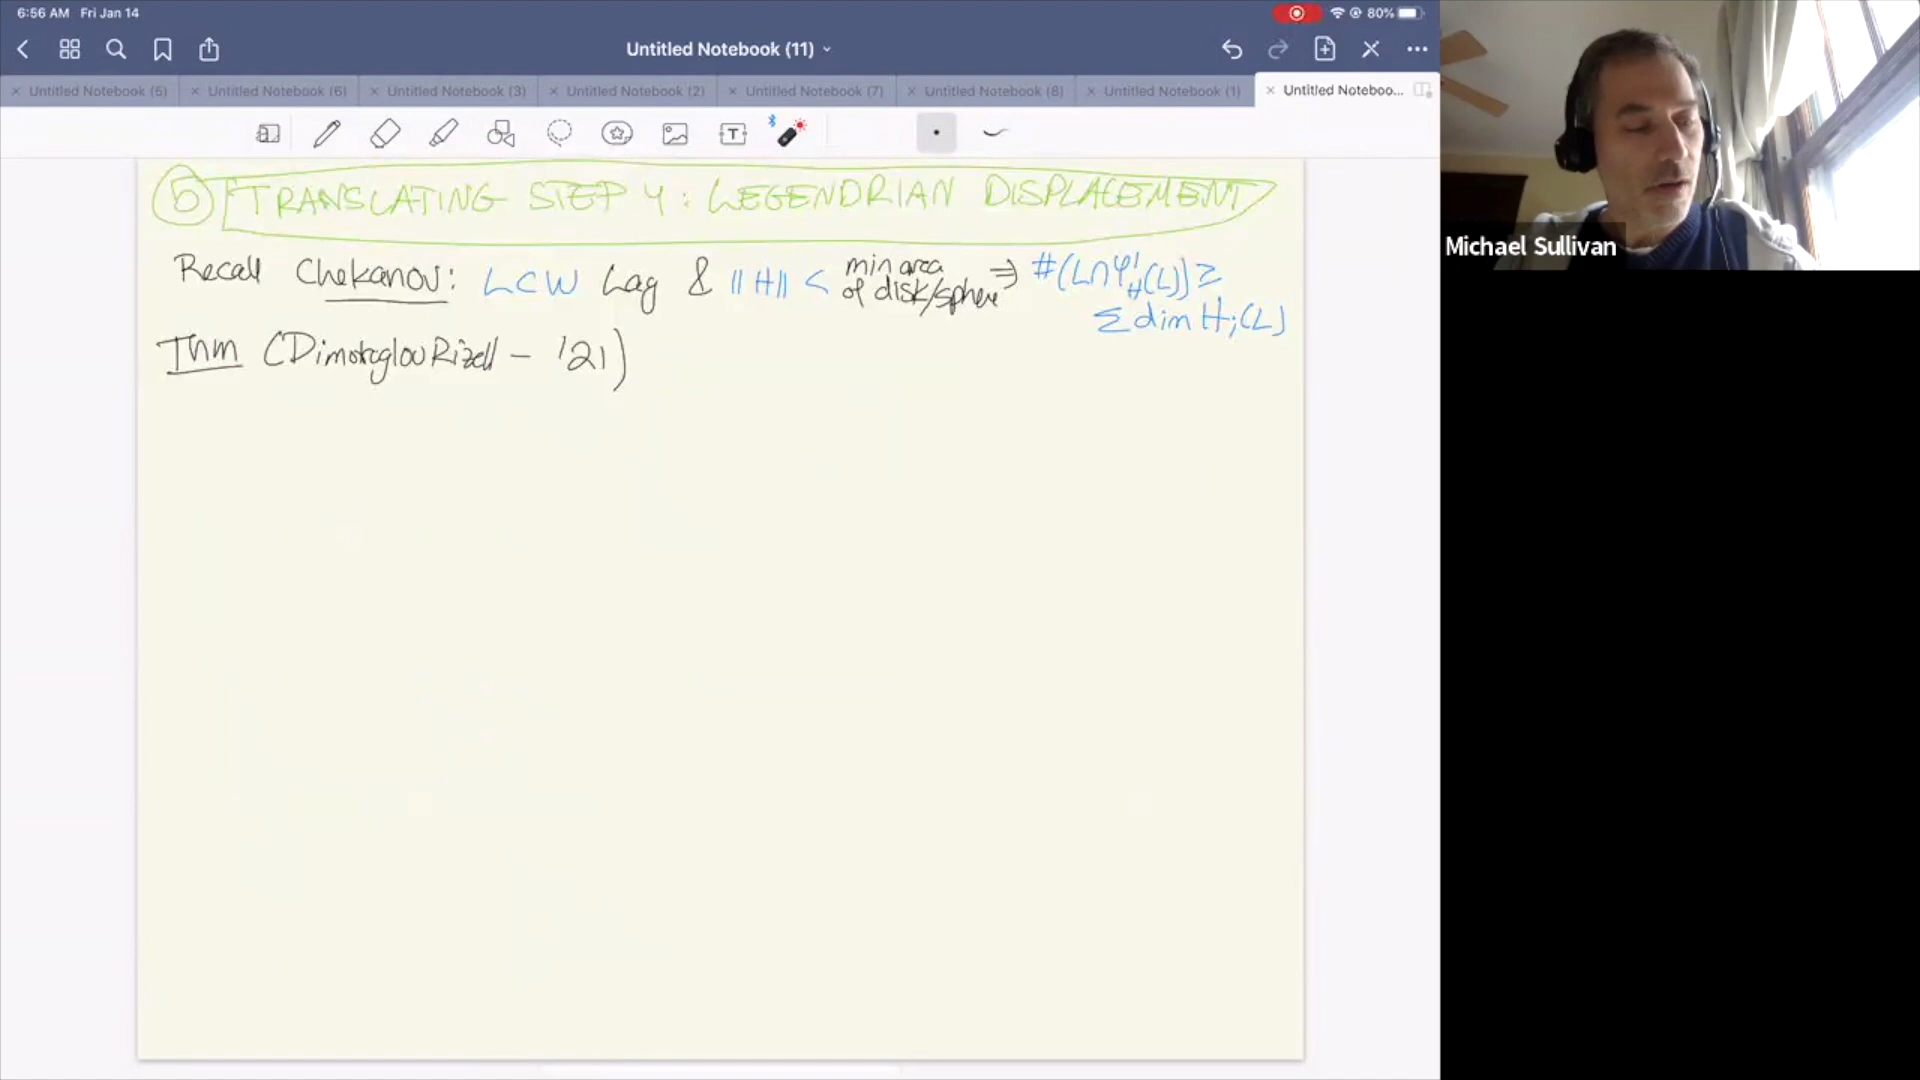 6:56 AM Fri Jan 14
80%
Untitled Notebook (11)
Untitled Notebook (5)
Untitled Notebook (6)
Untitled Notebook (3)
Untitled Notebook (2)
Untitled Notebook (7)
Untitled Notebook (8)
Untitled Notebook (1)
Untitled Noteboo...
T
⑤ TRANSLATING STEP 4: LEGENDRIAN DISPLACEMENT
Recall Chekanov: L⊂W Lag & ||H|| < min area of disk/sphere ⇒ #(L∩φ¹_H(L)) ≥
Σ dim H_i(L)
Thm (Dimitroglou Rizell – '21)
Michael Sullivan